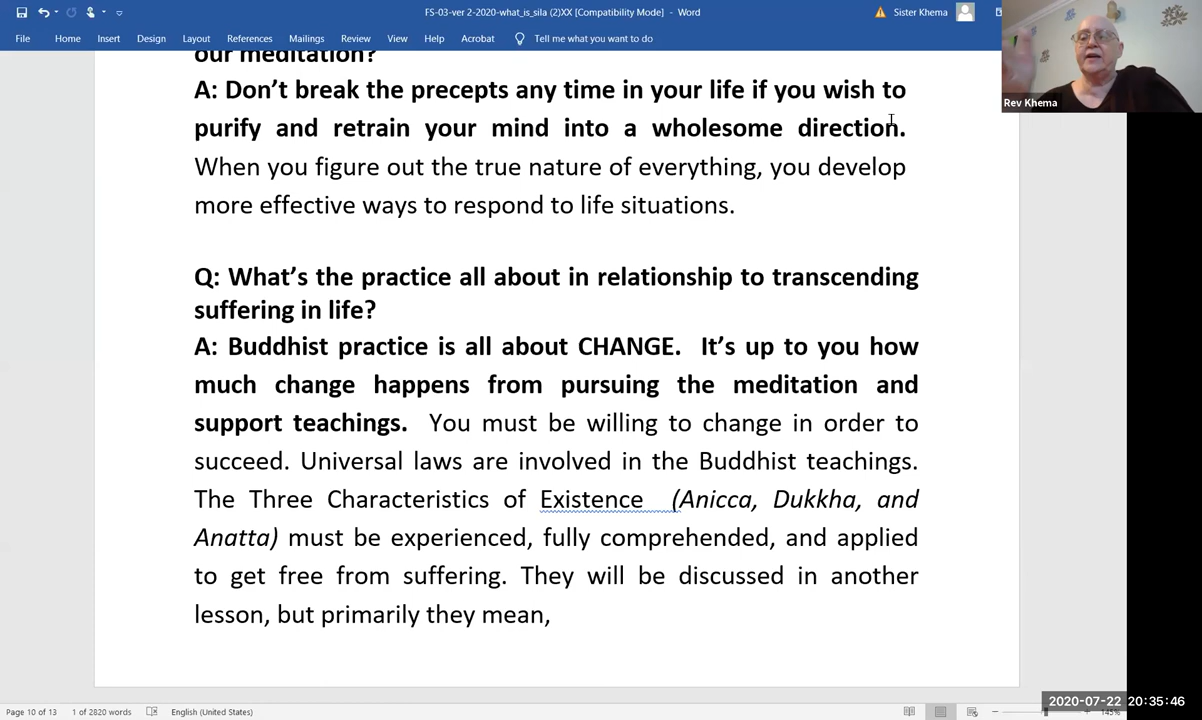 FS-03-ver 2-2020-what_is_sila (2)XX [Compatibility Mode] - Word
Sister Khema
File Home Insert Design Layout References Mailings Review View Help Acrobat Tell me what you want to do
Rev Khema
our meditation?
A: Don’t break the precepts any time in your life if you wish to
purify and retrain your mind into a wholesome direction.
When you figure out the true nature of everything, you develop
more effective ways to respond to life situations.
Q: What’s the practice all about in relationship to transcending
suffering in life?
A: Buddhist practice is all about CHANGE. It’s up to you how
much change happens from pursuing the meditation and
support teachings. You must be willing to change in order to
succeed. Universal laws are involved in the Buddhist teachings.
The Three Characteristics of Existence (Anicca, Dukkha, and
Anatta) must be experienced, fully comprehended, and applied
to get free from suffering. They will be discussed in another
lesson, but primarily they mean,
2020-07-22 20:35:46
Page 10 of 13 1 of 2820 words English (United States) 145%